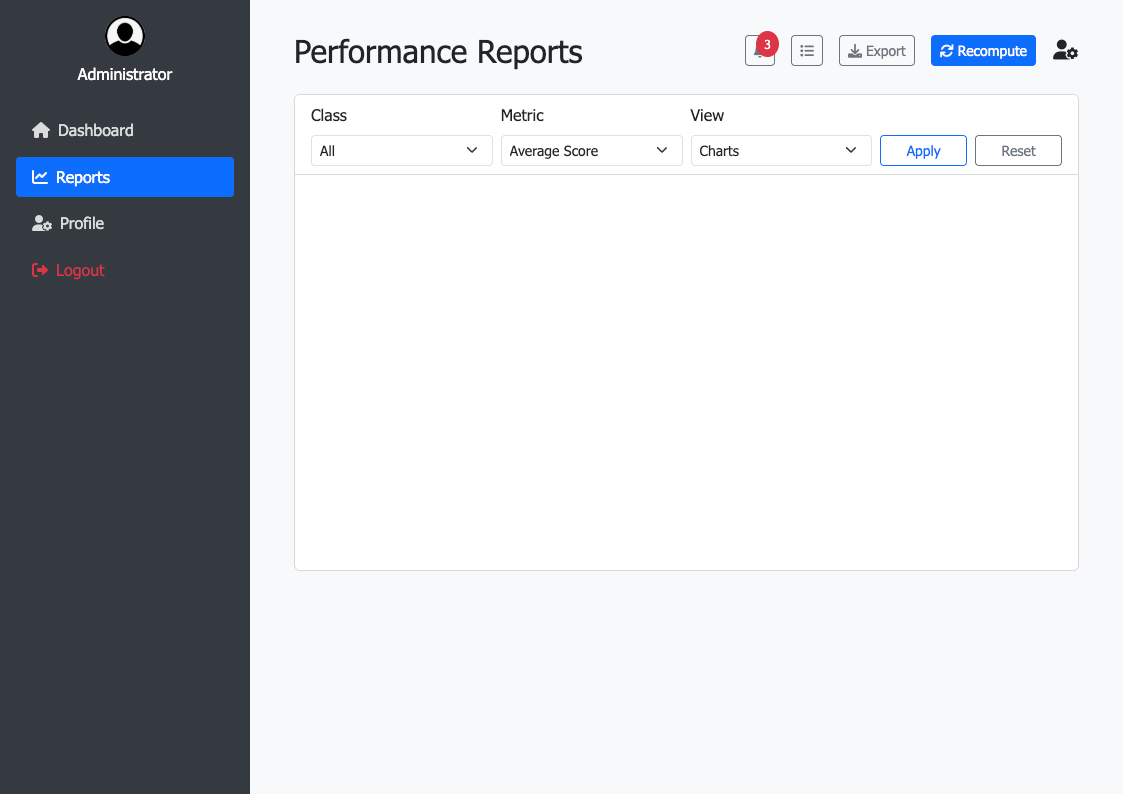 Administrator
Dashboard
Reports
Profile
Logout
Performance Reports
3
Export
Recompute
Class
Metric
View
All
Average Score
Charts
Apply
Reset